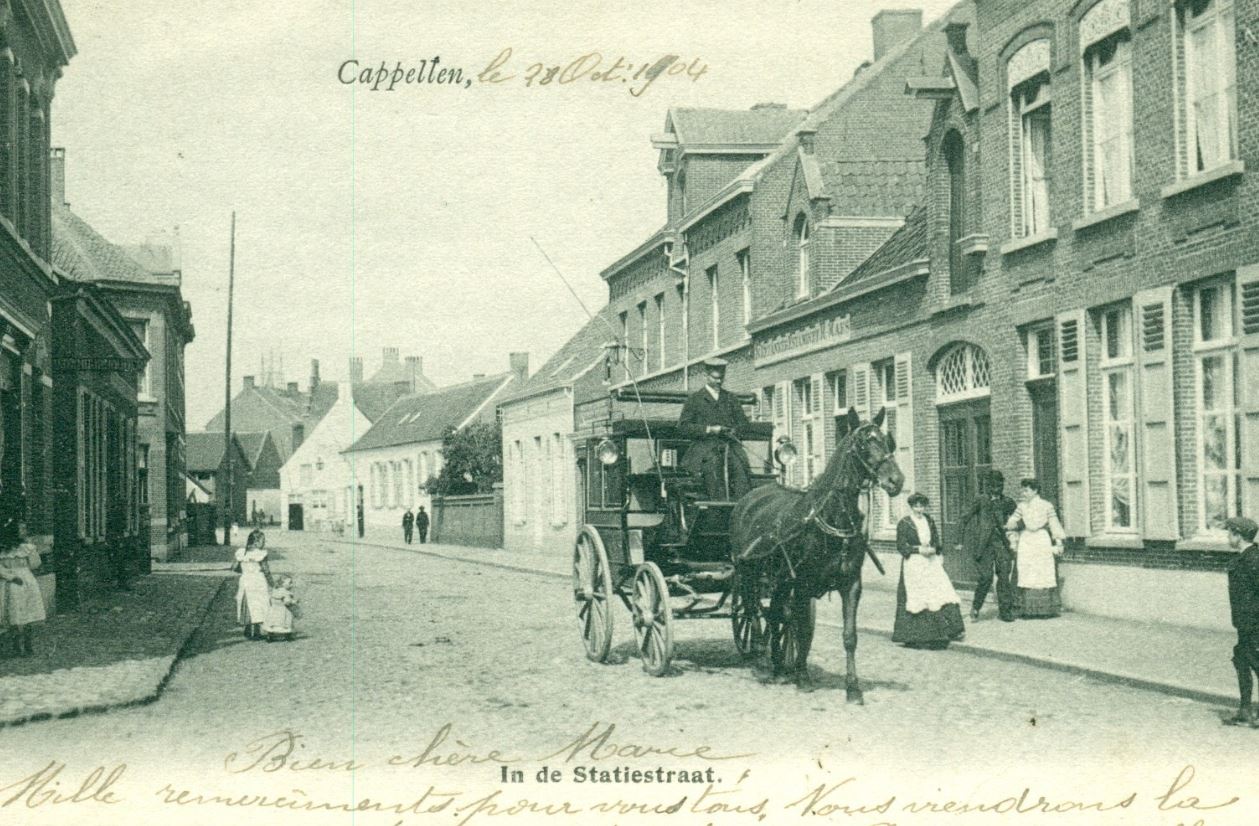 Cappellen, le 28 Oct. 1904
Bien chère Marie
In de Statiestraat.
Mille remerciments pour vous tous, Nous viendrons la